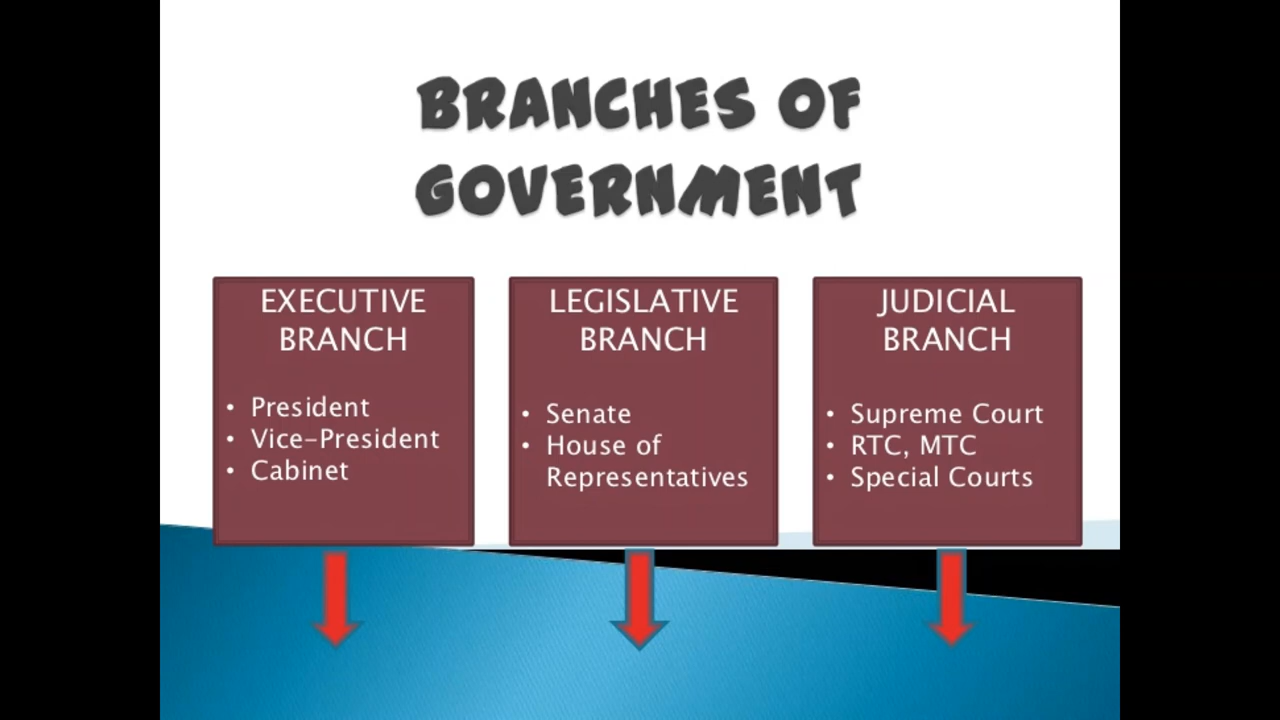 BRANCHES OF
GOVERNMENT
EXECUTIVE
BRANCH
• President
• Vice-President
• Cabinet
LEGISLATIVE
BRANCH
• Senate
• House of
Representatives
JUDICIAL
BRANCH
• Supreme Court
• RTC, MTC
• Special Courts